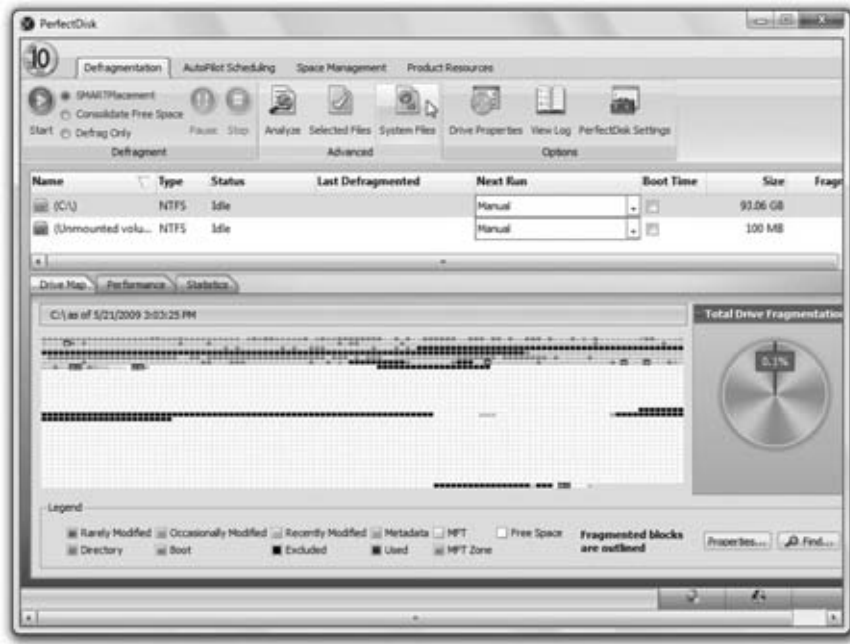 PerfectDisk
10
Defragmentation AutoPilot Scheduling Space Management Product Resources
SMARTPlacement
Consolidate Free Space
Defrag Only
Start Pause Stop Analyze Selected Files System Files Drive Properties View Log PerfectDisk Settings
Defragment Advanced Options
Name Type Status Last Defragmented Next Run Boot Time Size Fragr
(C:\) NTFS Idle Manual 93.06 GB
(Unmounted volu... NTFS Idle Manual 100 MB
Drive Map Performance Statistics
C:\ as of 5/21/2009 3:03:25 PM
Total Drive Fragmentation
0.1%
Legend
Rarely Modified Occasionally Modified Recently Modified Metadata MFT Free Space
Directory Boot Excluded Used MFT Zone
Fragmented blocks
are outlined
Properties... Find...